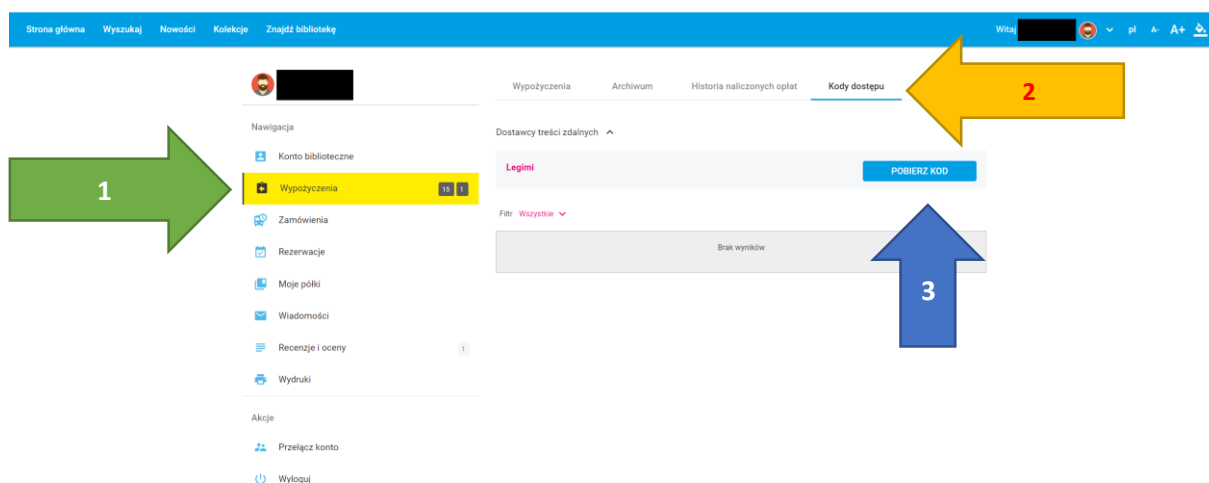 Strona główna Wyszukaj Nowości Kolekcje Znajdź bibliotekę Witaj pl A- A+
Wypożyczenia Archiwum Historia naliczonych opłat Kody dostępu 2
Nawigacja
Dostawcy treści zdalnych
Konto biblioteczne
Legimi POBIERZ KOD
1 Wypożyczenia 15 1
Filtr Wszystkie
Zamówienia
Brak wyników
Rezerwacje
Moje półki 3
Wiadomości
Recenzje i oceny 1
Wydruki
Akcje
Przełącz konto
Wyloguj